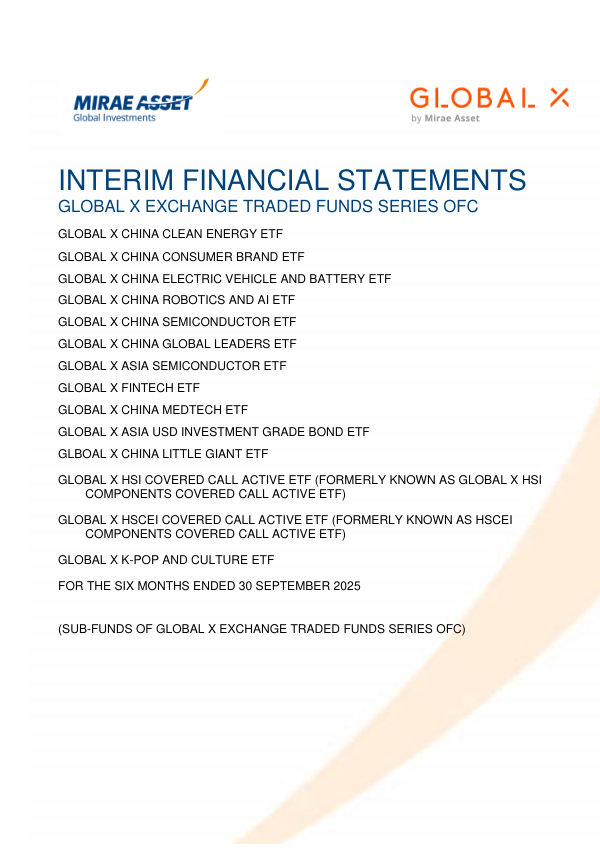 MIRAE ASSET
Global Investments
GLOBAL X
by Mirae Asset
INTERIM FINANCIAL STATEMENTS
GLOBAL X EXCHANGE TRADED FUNDS SERIES OFC
GLOBAL X CHINA CLEAN ENERGY ETF
GLOBAL X CHINA CONSUMER BRAND ETF
GLOBAL X CHINA ELECTRIC VEHICLE AND BATTERY ETF
GLOBAL X CHINA ROBOTICS AND AI ETF
GLOBAL X CHINA SEMICONDUCTOR ETF
GLOBAL X CHINA GLOBAL LEADERS ETF
GLOBAL X ASIA SEMICONDUCTOR ETF
GLOBAL X FINTECH ETF
GLOBAL X CHINA MEDTECH ETF
GLOBAL X ASIA USD INVESTMENT GRADE BOND ETF
GLBOAL X CHINA LITTLE GIANT ETF
GLOBAL X HSI COVERED CALL ACTIVE ETF (FORMERLY KNOWN AS GLOBAL X HSI
COMPONENTS COVERED CALL ACTIVE ETF)
GLOBAL X HSCEI COVERED CALL ACTIVE ETF (FORMERLY KNOWN AS HSCEI
COMPONENTS COVERED CALL ACTIVE ETF)
GLOBAL X K-POP AND CULTURE ETF
FOR THE SIX MONTHS ENDED 30 SEPTEMBER 2025
(SUB-FUNDS OF GLOBAL X EXCHANGE TRADED FUNDS SERIES OFC)